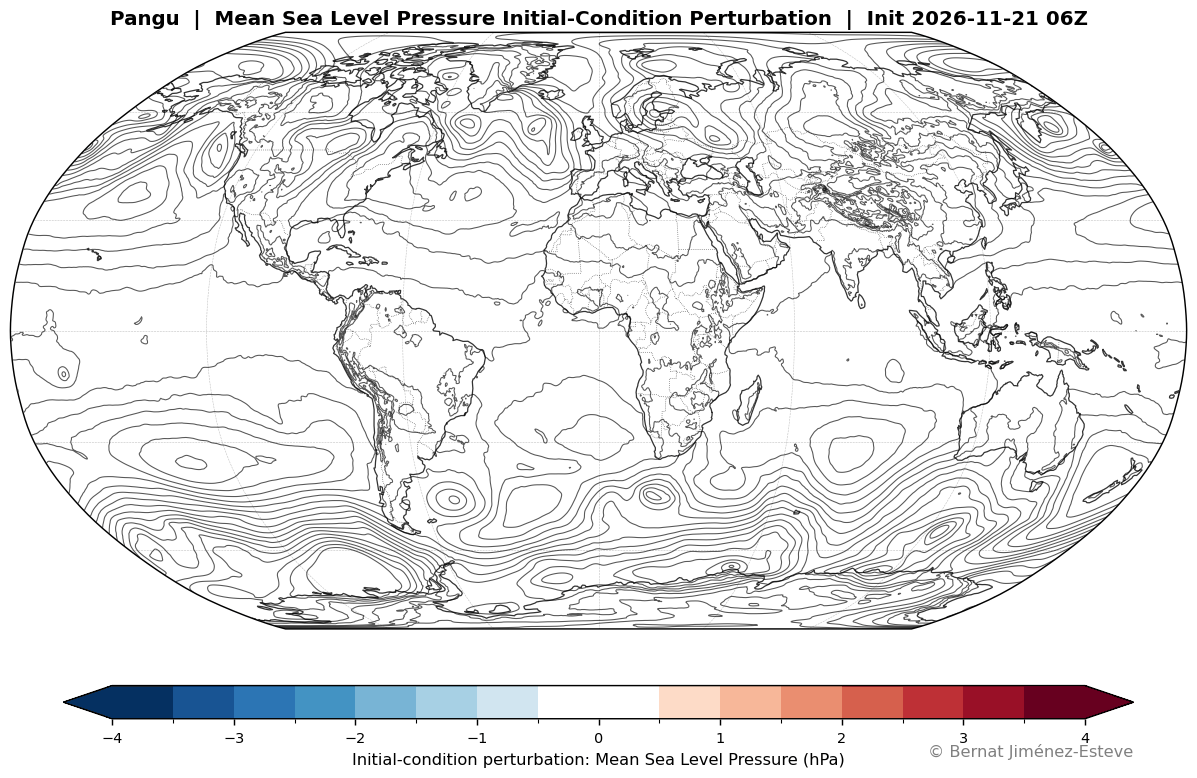 Pangu | Mean Sea Level Pressure Initial-Condition Perturbation | Init 2026-11-21 06Z
−4 −3 −2 −1 0 1 2 3 4
Initial-condition perturbation: Mean Sea Level Pressure (hPa)
© Bernat Jiménez-Esteve